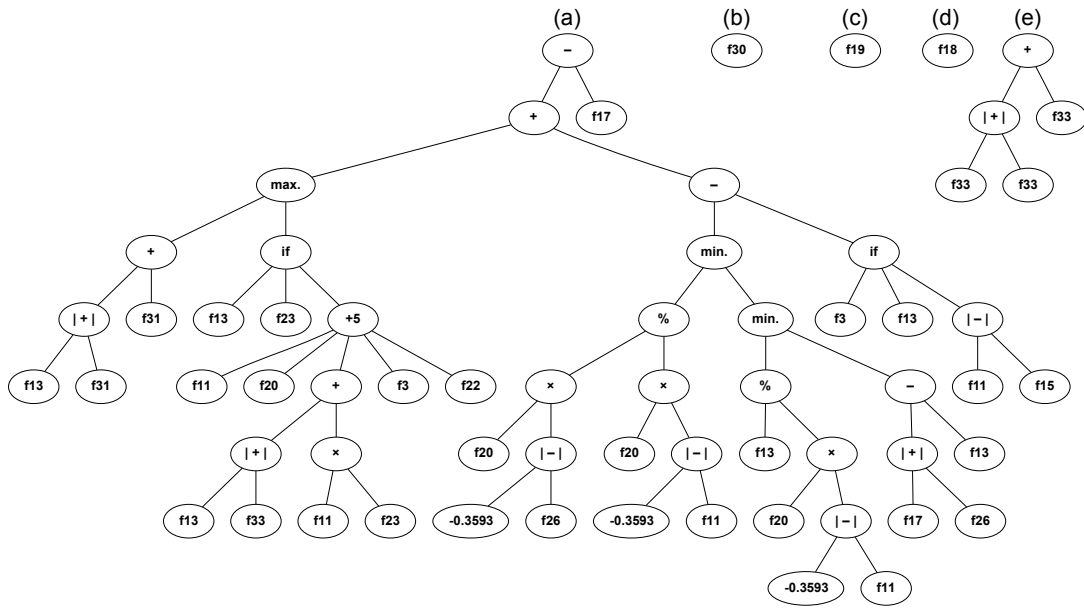 (a) (b) (c) (d) (e)
– f30 f19 f18 +
+ f17 | + | f33
max. – f33 f33
+ if min. if
| + | f31 f13 f23 +5 % min. f3 f13 | – |
f13 f31 f11 f20 + f3 f22 × × % – f11 f15
| + | × f20 | – | f20 | – | f13 × | + | f13
f13 f33 f11 f23 -0.3593 f26 -0.3593 f11 f20 | – | f17 f26
-0.3593 f11